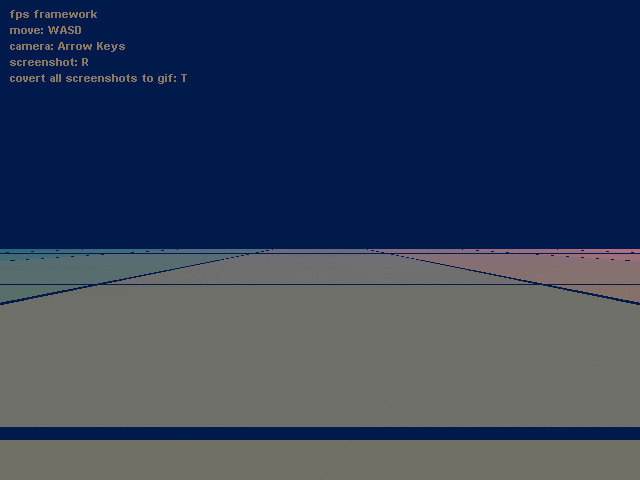 fps framework
move: WASD
camera: Arrow Keys
screenshot: R
covert all screenshots to gif: T